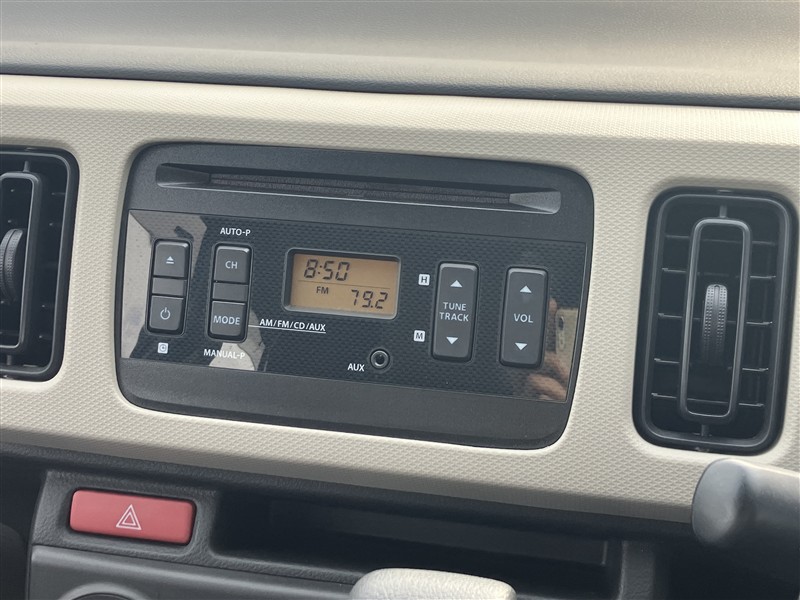 AUTO-P
CH
MODE
MANUAL-P
C
8:50
FM
79.2
AM/FM/CD/AUX
AUX
H
M
TUNE
TRACK
VOL